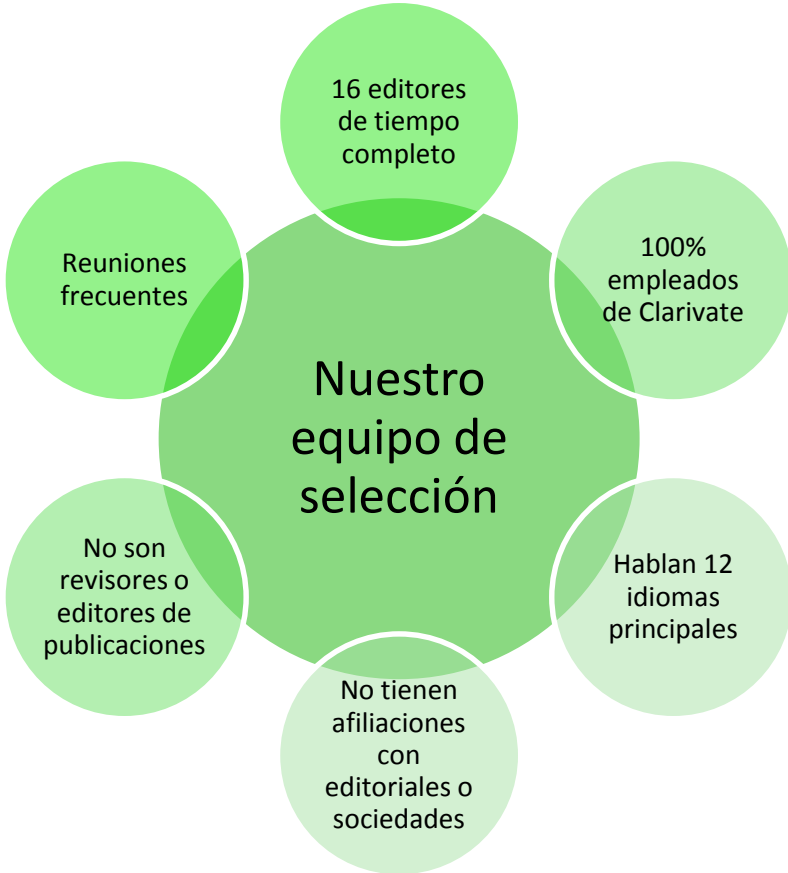 16 editores
de tiempo
completo
100%
empleados
de Clarivate
Hablan 12
idiomas
principales
No tienen
afiliaciones
con
editoriales o
sociedades
No son
revisores o
editores de
publicaciones
Reuniones
frecuentes
Nuestro
equipo de
selección